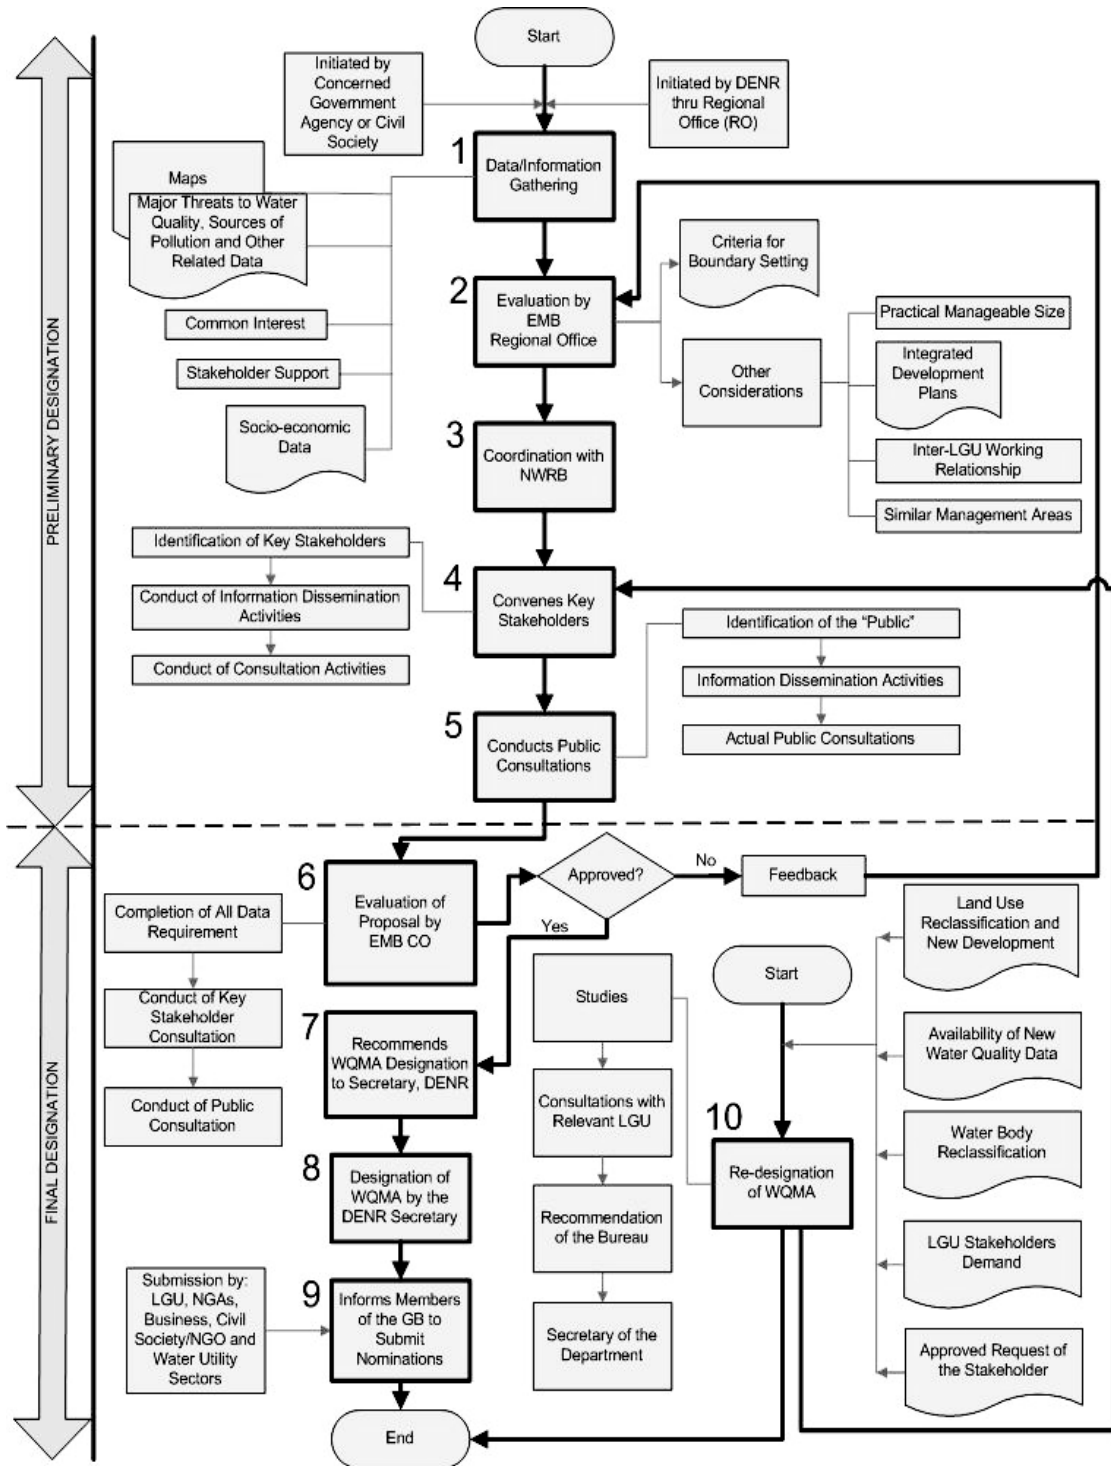 Start
Initiated by
Concerned
Government
Agency or Civil
Society
Initiated by DENR
thru Regional
Office (RO)
1
Data/Information
Gathering
Maps
Major Threats to Water
Quality, Sources of
Pollution and Other
Related Data
Common Interest
Stakeholder Support
Socio-economic
Data
2
Evaluation by
EMB
Regional Office
Criteria for
Boundary Setting
Other
Considerations
Practical Manageable Size
Integrated
Development
Plans
Inter-LGU Working
Relationship
Similar Management Areas
3
Coordination with
NWRB
PRELIMINARY DESIGNATION
Identification of Key Stakeholders
Conduct of Information Dissemination
Activities
Conduct of Consultation Activities
4
Convenes Key
Stakeholders
Identification of the “Public”
Information Dissemination Activities
Actual Public Consultations
5
Conducts Public
Consultations
6
Evaluation of
Proposal by
EMB CO
Approved?
No
Feedback
Yes
Completion of All Data
Requirement
Conduct of Key
Stakeholder
Consultation
Conduct of Public
Consultation
FINAL DESIGNATION
7
Recommends
WQMA Designation
to Secretary, DENR
8
Designation of
WQMA by the
DENR Secretary
Submission by:
LGU, NGAs,
Business, Civil
Society/NGO and
Water Utility
Sectors
9
Informs Members
of the GB to
Submit
Nominations
End
Studies
Consultations with
Relevant LGU
Recommendation
of the Bureau
Secretary of the
Department
Start
10
Re-designation
of WQMA
Land Use
Reclassification and
New Development
Availability of New
Water Quality Data
Water Body
Reclassification
LGU Stakeholders
Demand
Approved Request of
the Stakeholder